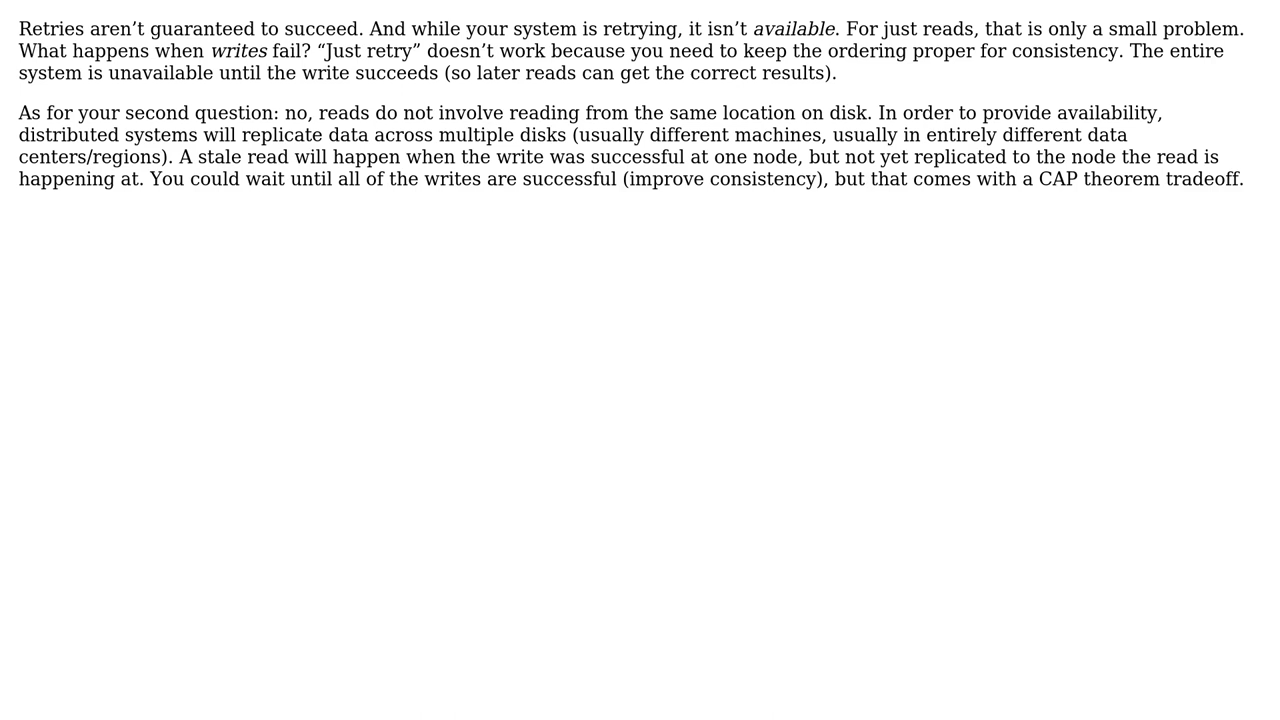 Retries aren’t guaranteed to succeed. And while your system is retrying, it isn’t available. For just reads, that is only a small problem.
What happens when writes fail? “Just retry” doesn’t work because you need to keep the ordering proper for consistency. The entire
system is unavailable until the write succeeds (so later reads can get the correct results).
As for your second question: no, reads do not involve reading from the same location on disk. In order to provide availability,
distributed systems will replicate data across multiple disks (usually different machines, usually in entirely different data
centers/regions). A stale read will happen when the write was successful at one node, but not yet replicated to the node the read is
happening at. You could wait until all of the writes are successful (improve consistency), but that comes with a CAP theorem tradeoff.